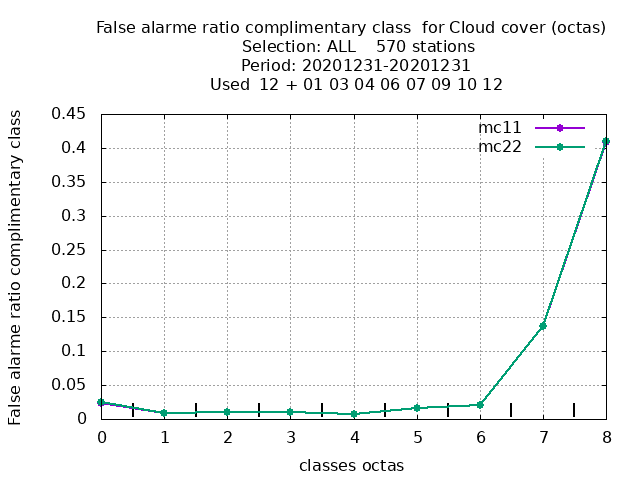 False alarme ratio complimentary class  for Cloud cover (octas)
Selection: ALL    570 stations
Period: 20201231-20201231
Used  12 + 01 03 04 06 07 09 10 12
False alarme ratio complimentary class
0.45
0.4
0.35
0.3
0.25
0.2
0.15
0.1
0.05
0
mc11
mc22
0 1 2 3 4 5 6 7 8
classes octas